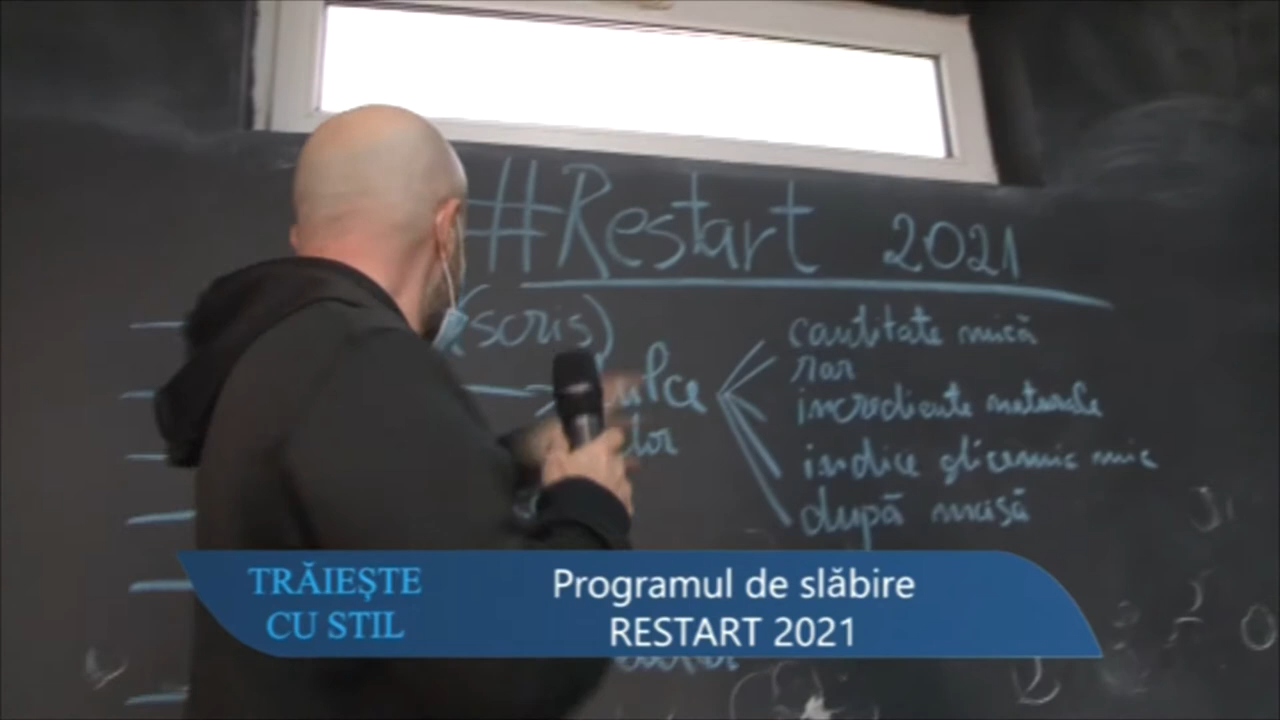 #Restart 2021
(scris)
cantitate mică
rar
ingrediente naturale
indice glicemic mic
după masă
TRĂIEȘTE
CU STIL
Programul de slăbire
RESTART 2021